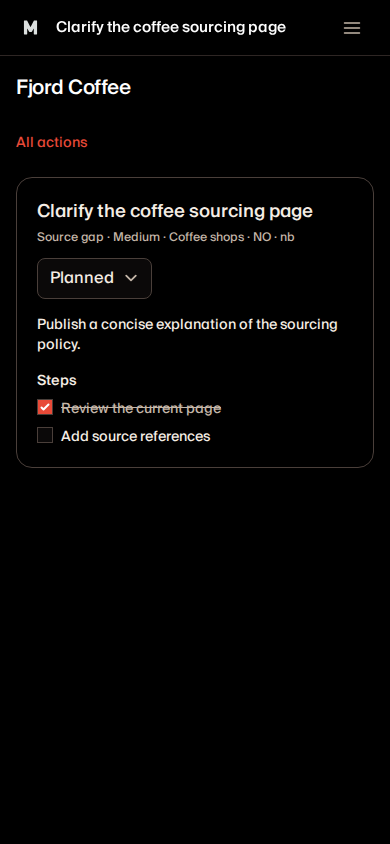 M Clarify the coffee sourcing page
Fjord Coffee
All actions
Clarify the coffee sourcing page
Source gap · Medium · Coffee shops · NO · nb
Planned
Publish a concise explanation of the sourcing
policy.
Steps
Review the current page
Add source references